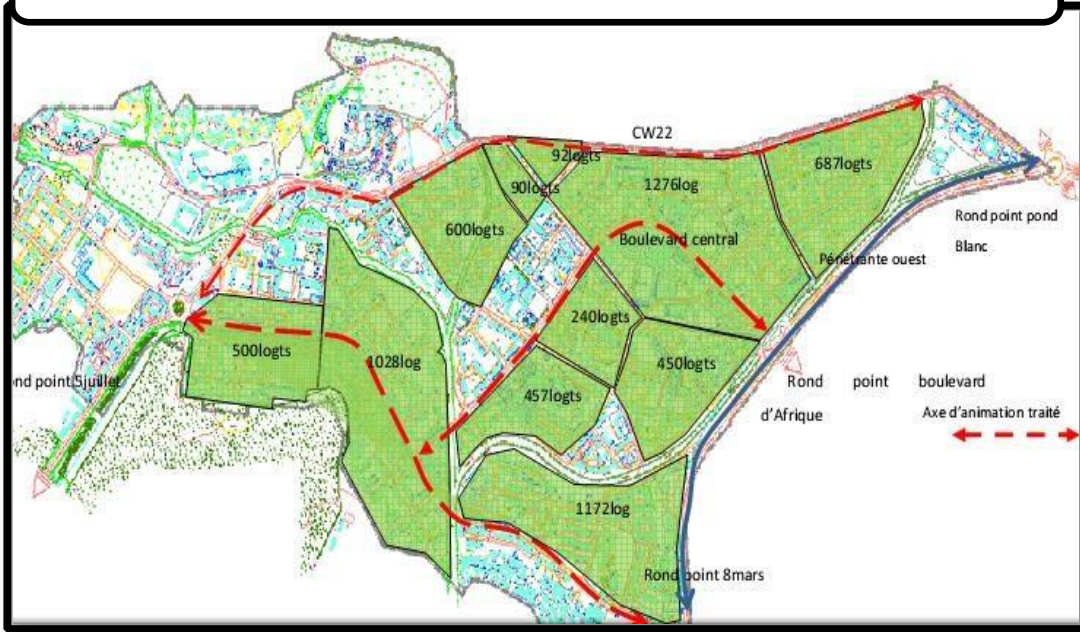 CW22
92logts
687logts
90logts
1276log
Rond point pond
Blanc
600logts
Boulevard central
Pénétrante ouest
240logts
500logts
1028log
450logts
ond point 5juillet
Rond point boulevard
d'Afrique
457logts
Axe d'animation traité
1172log
Rond point 8mars